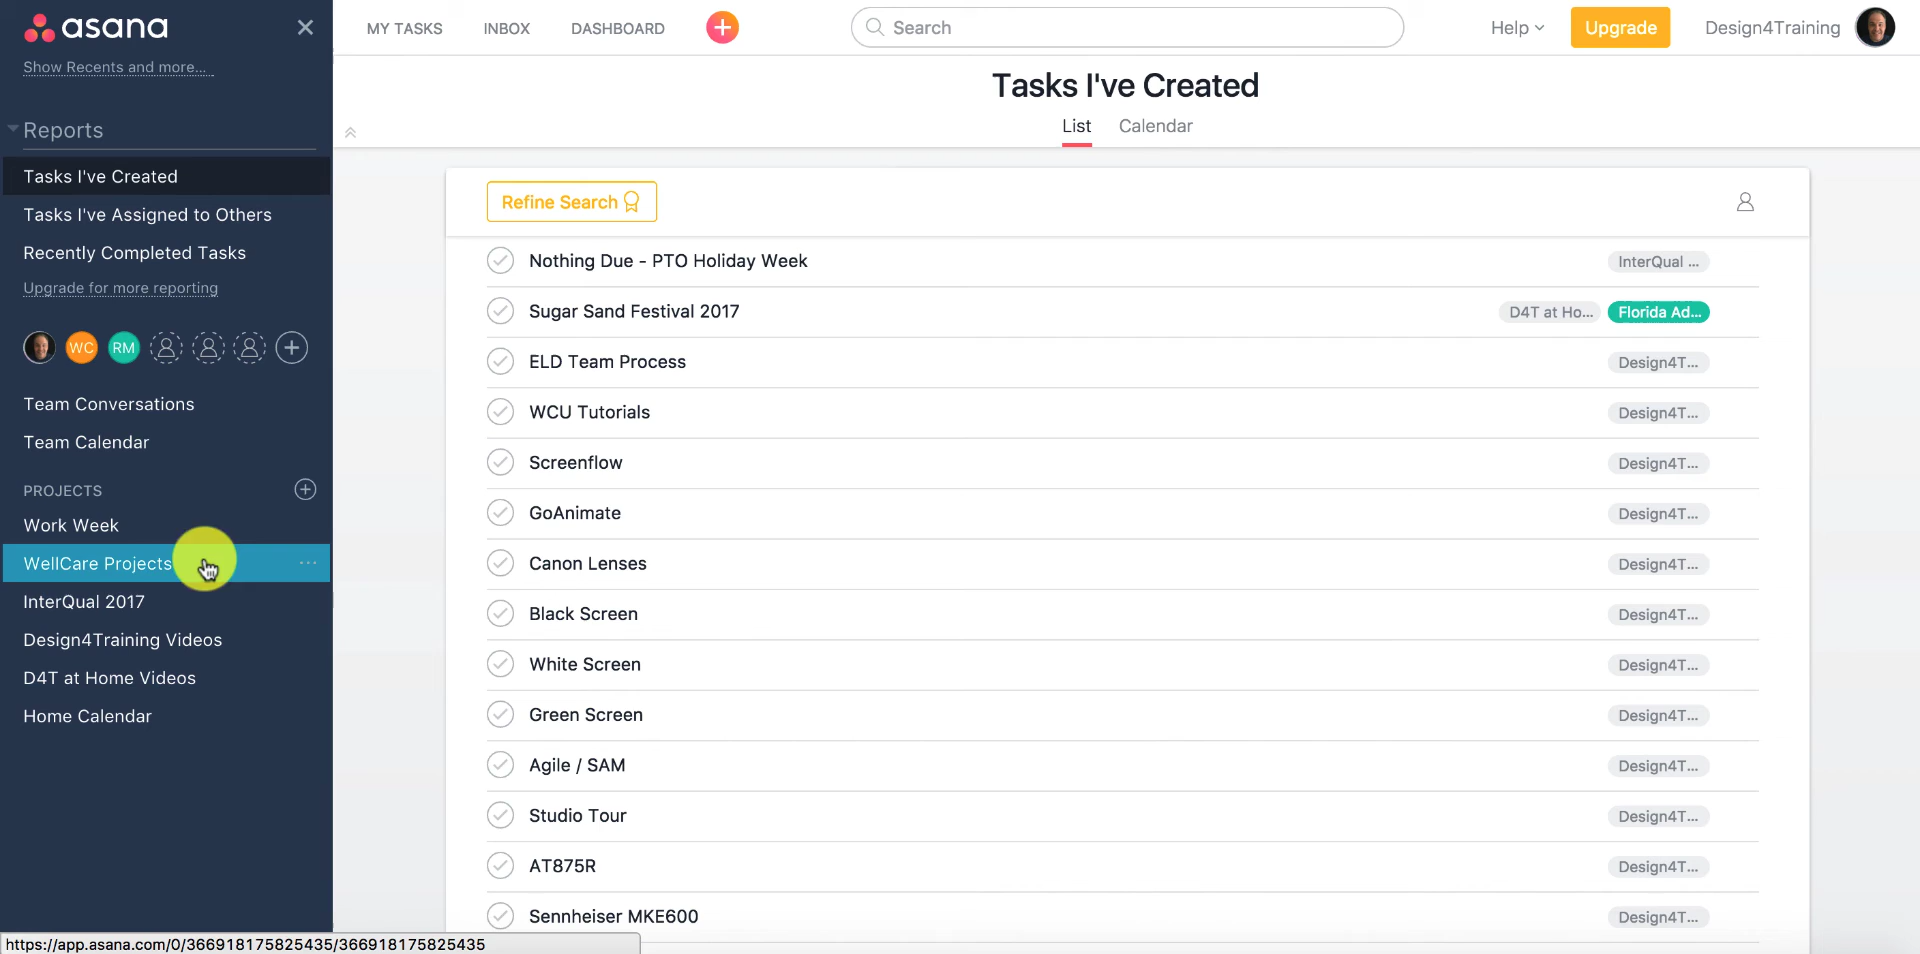 asana
Show Recents and more...
Reports
Tasks I've Created
Tasks I've Assigned to Others
Recently Completed Tasks
Upgrade for more reporting
WC RM
Team Conversations
Team Calendar
PROJECTS
Work Week
WellCare Projects
InterQual 2017
Design4Training Videos
D4T at Home Videos
Home Calendar
https://app.asana.com/0/366918175825435/366918175825435
MY TASKS INBOX DASHBOARD Search Help Upgrade Design4Training
Tasks I've Created
List Calendar
Refine Search
Nothing Due - PTO Holiday Week InterQual ...
Sugar Sand Festival 2017 D4T at Ho... Florida Ad...
ELD Team Process Design4T...
WCU Tutorials Design4T...
Screenflow Design4T...
GoAnimate Design4T...
Canon Lenses Design4T...
Black Screen Design4T...
White Screen Design4T...
Green Screen Design4T...
Agile / SAM Design4T...
Studio Tour Design4T...
AT875R Design4T...
Sennheiser MKE600 Design4T...